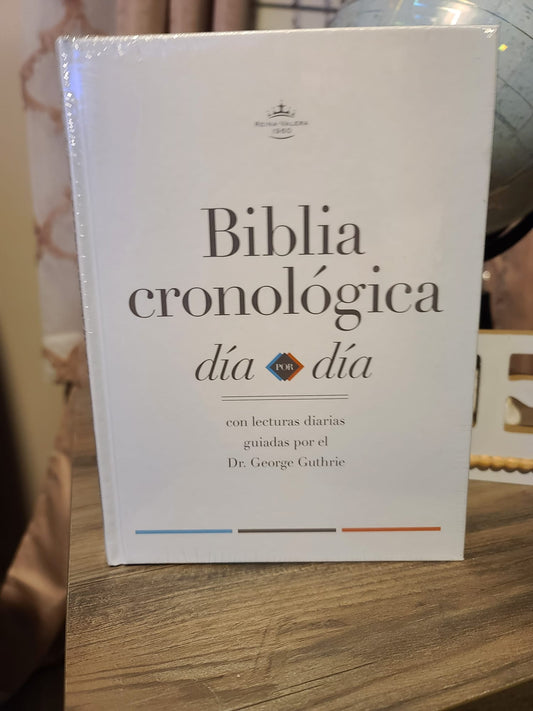 REINA-VALERA
1960
Biblia
cronológica
día POR día
con lecturas diarias
guiadas por el
Dr. George Guthrie